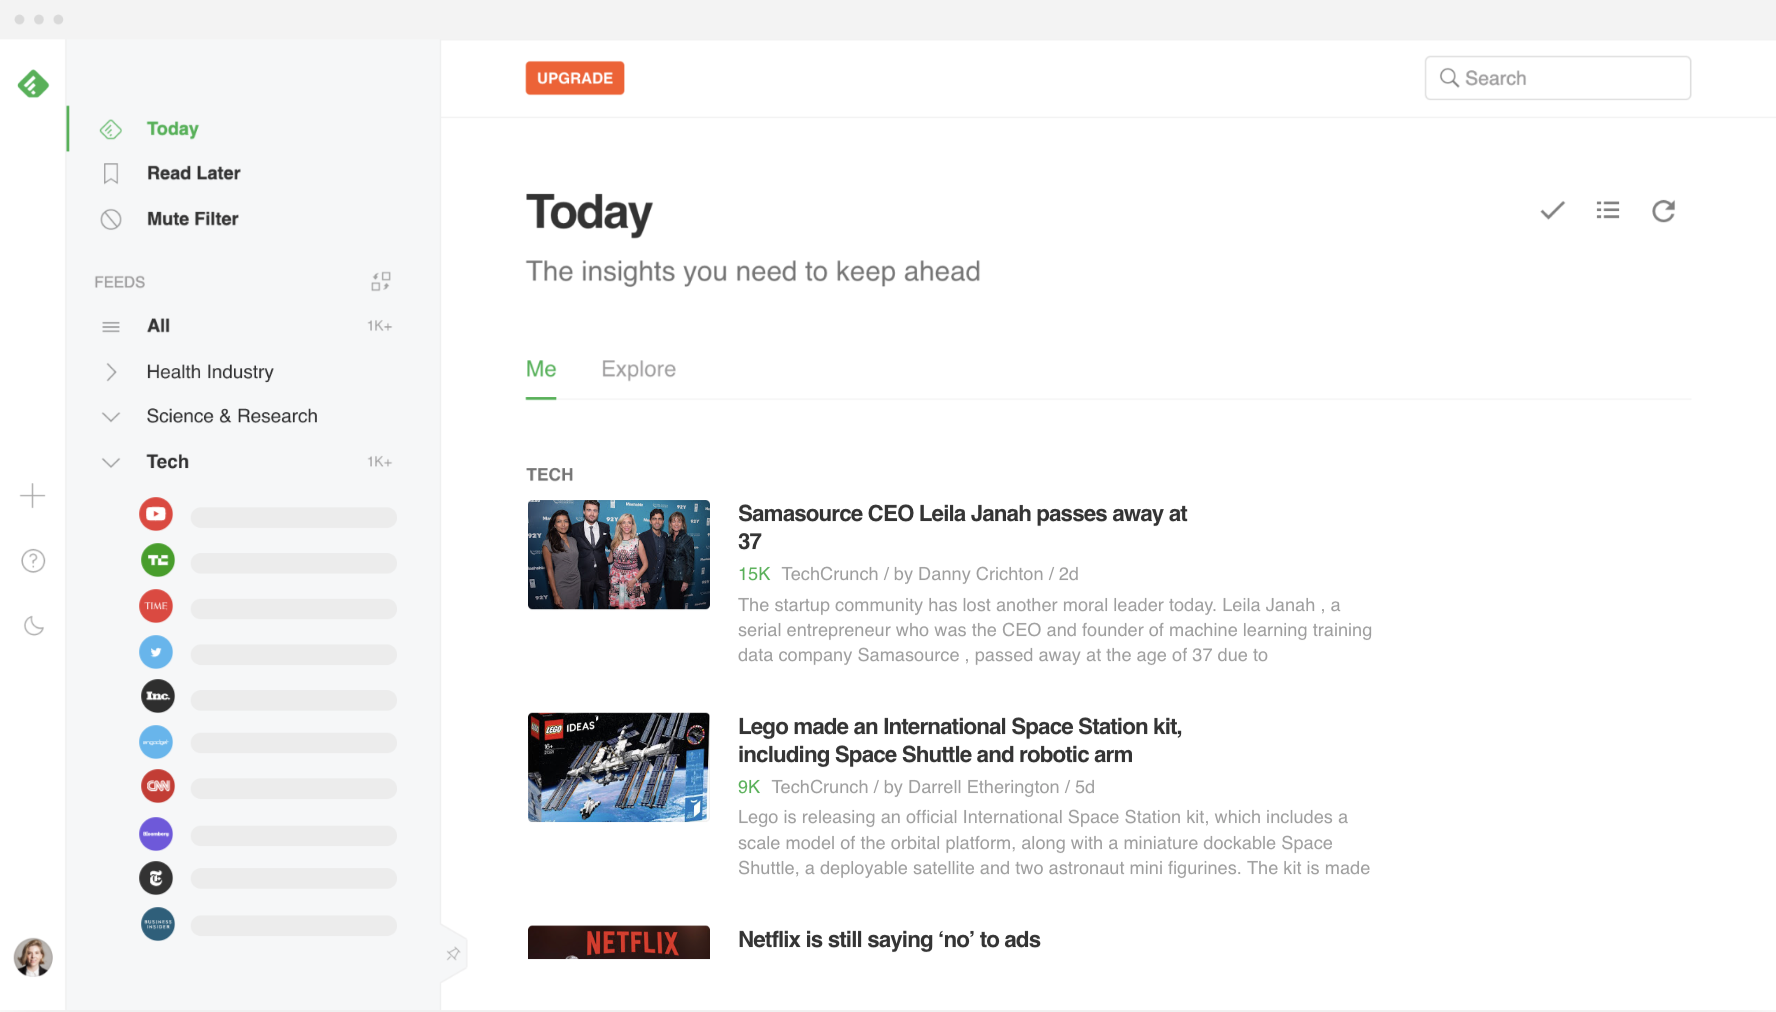 UPGRADE
Search
Today
Read Later
Mute Filter
FEEDS
All 1K+
Health Industry
Science & Research
Tech 1K+
TC
TIME
Inc.
engadget
CNN
Bloomberg
BUSINESS
INSIDER
Today
The insights you need to keep ahead
Me Explore
TECH
92Y
Samasource CEO Leila Janah passes away at
37
15K TechCrunch / by Danny Crichton / 2d
The startup community has lost another moral leader today. Leila Janah , a
serial entrepreneur who was the CEO and founder of machine learning training
data company Samasource , passed away at the age of 37 due to
LEGO IDEAS
16+
Lego made an International Space Station kit,
including Space Shuttle and robotic arm
9K TechCrunch / by Darrell Etherington / 5d
Lego is releasing an official International Space Station kit, which includes a
scale model of the orbital platform, along with a miniature dockable Space
Shuttle, a deployable satellite and two astronaut mini figurines. The kit is made
NETFLIX
Netflix is still saying ‘no’ to ads